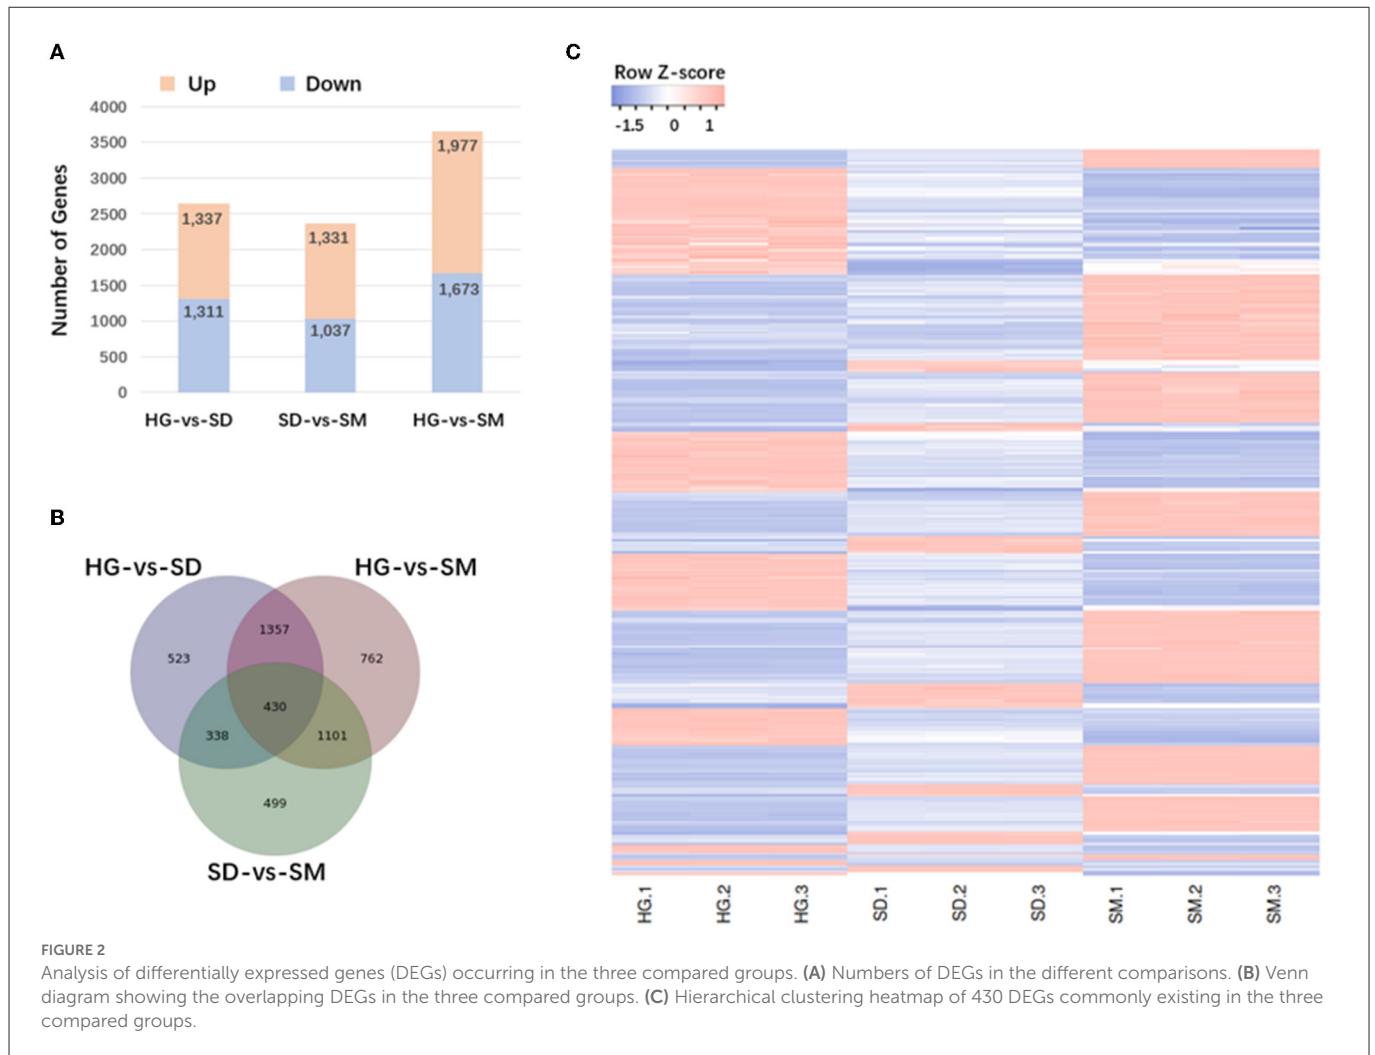 A
Up Down
4000
3500
3000
2500
2000
1500
1000
500
0
Number of Genes
1,337
1,311
1,331
1,037
1,977
1,673
HG-vs-SD SD-vs-SM HG-vs-SM
B
HG-vs-SD HG-vs-SM
1357
523 762
430
338 1101
499
SD-vs-SM
C
Row Z-score
-1.5 0 1
HG.1 HG.2 HG.3 SD.1 SD.2 SD.3 SM.1 SM.2 SM.3
FIGURE 2
Analysis of differentially expressed genes (DEGs) occurring in the three compared groups. (A) Numbers of DEGs in the different comparisons. (B) Venn
diagram showing the overlapping DEGs in the three compared groups. (C) Hierarchical clustering heatmap of 430 DEGs commonly existing in the three
compared groups.